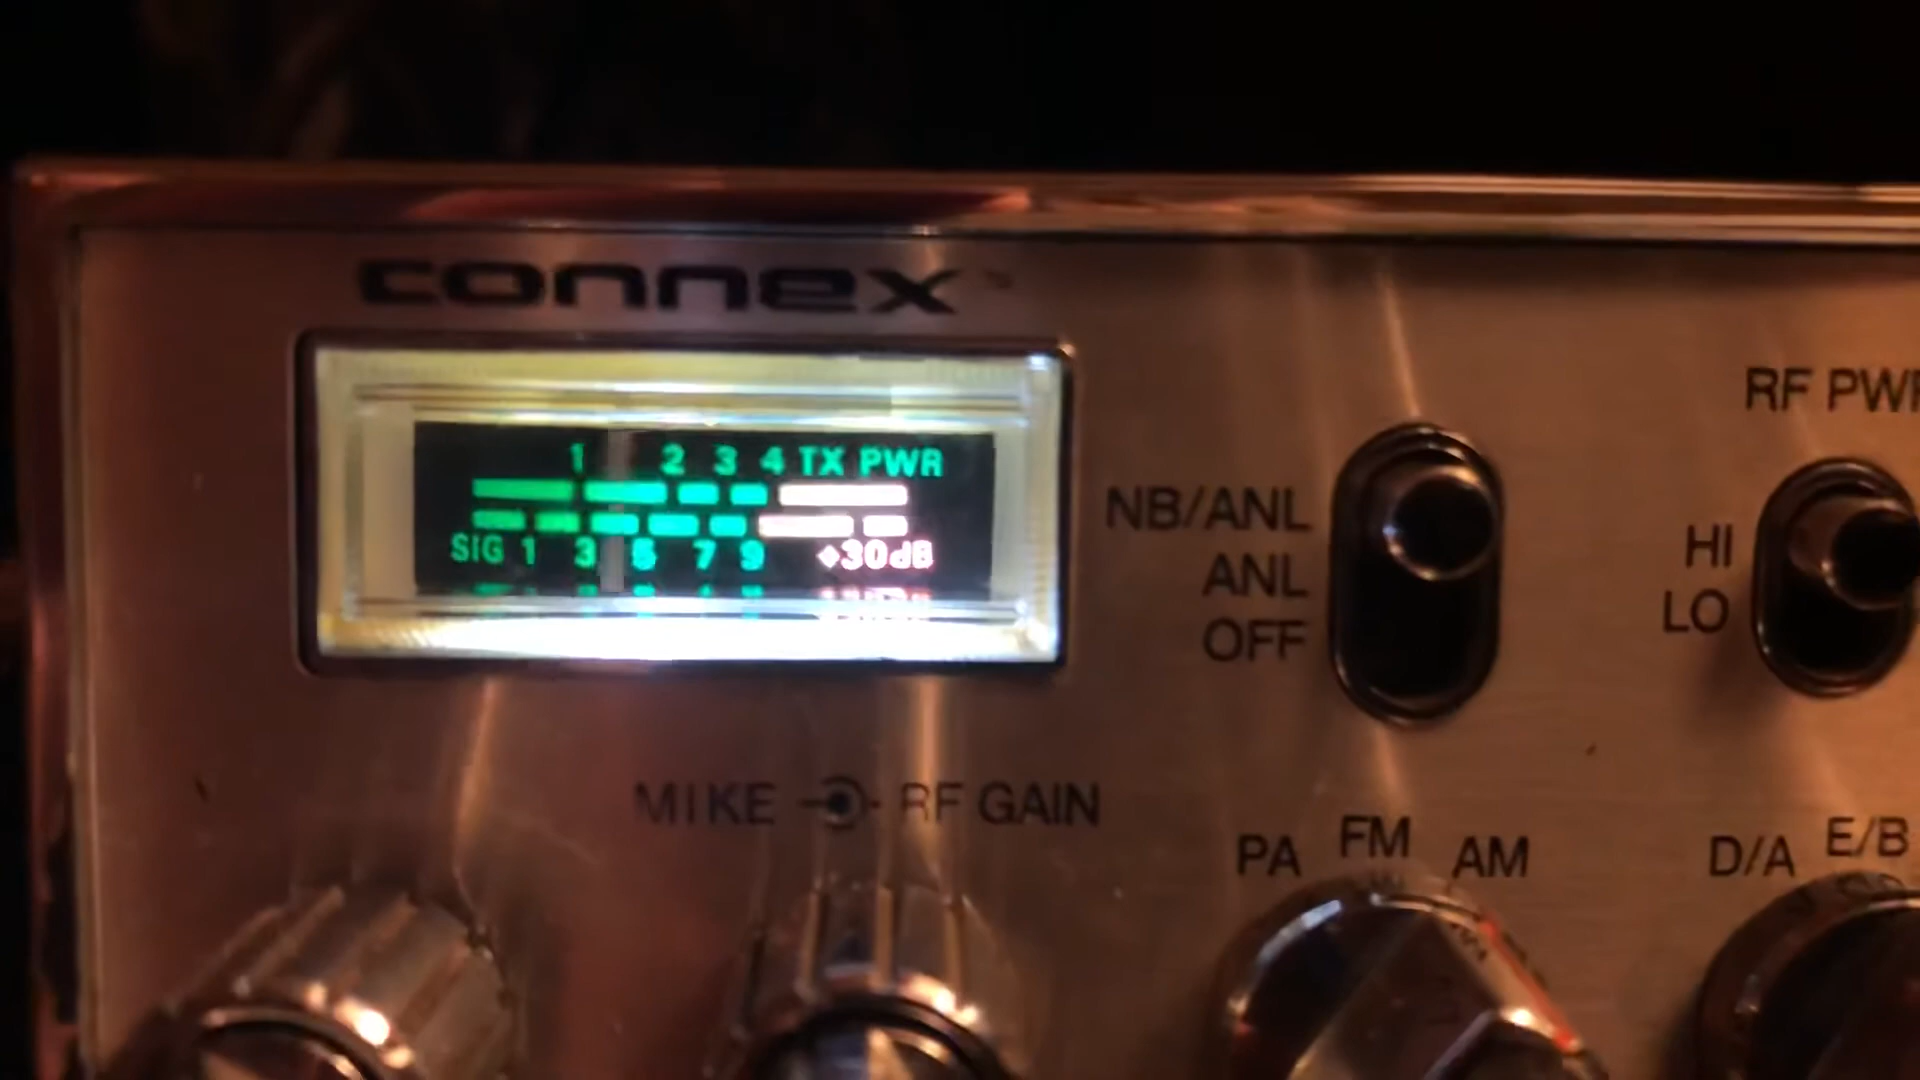 connex
1 2 3 4 TX PWR
SIG 1 3 5 7 9 +30dB
NB/ANL
ANL
OFF
RF PWR
HI
LO
MIKE RF GAIN
PA FM AM
D/A E/B